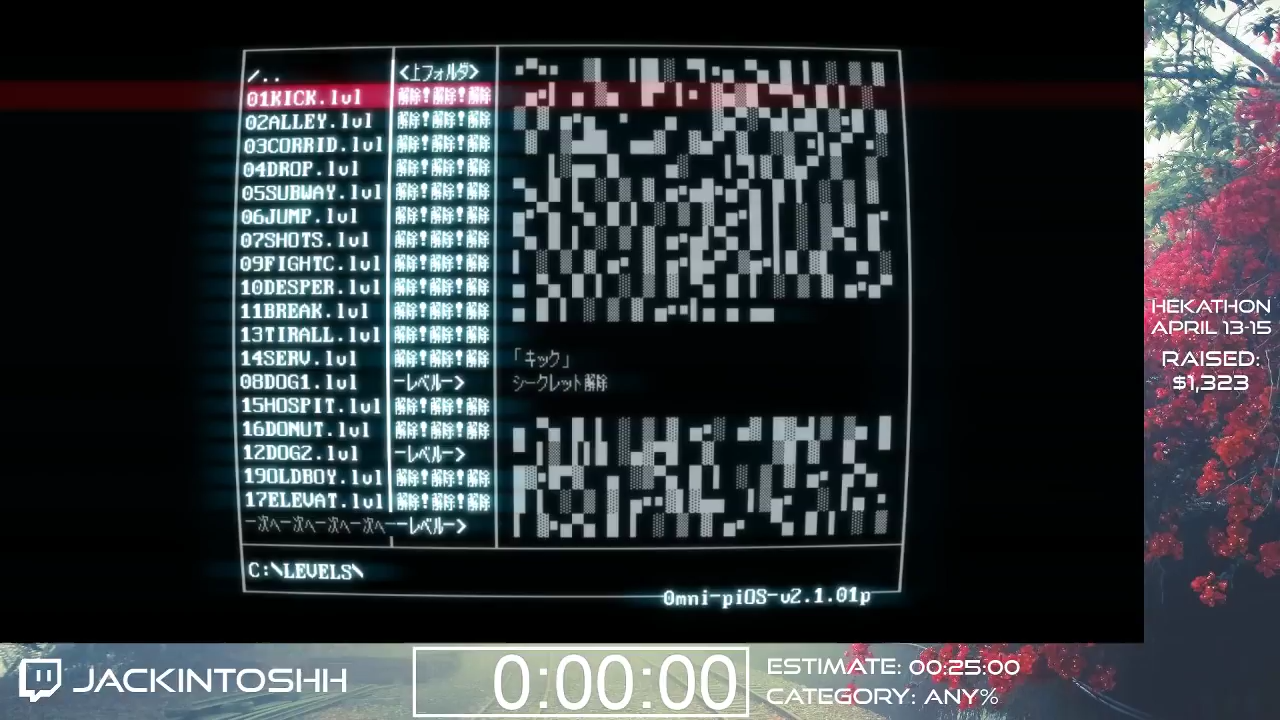 /.. <上フォルダ>
01KICK.lvl 解除!解除!解除
02ALLEY.lvl 解除!解除!解除
03CORRID.lvl 解除!解除!解除
04DROP.lvl 解除!解除!解除
05SUBWAY.lvl 解除!解除!解除
06JUMP.lvl 解除!解除!解除
07SHOTS.lvl 解除!解除!解除
09FIGHTC.lvl 解除!解除!解除
10DESPER.lvl 解除!解除!解除
11BREAK.lvl 解除!解除!解除
13TIRALL.lvl 解除!解除!解除
14SERV.lvl 解除!解除!解除
08DOG1.lvl ーレベルー>
15HOSPIT.lvl 解除!解除!解除
16DONUT.lvl 解除!解除!解除
12DOG2.lvl ーレベルー>
19OLDBOY.lvl 解除!解除!解除
17ELEVAT.lvl 解除!解除!解除
ー次へー次へー次へー次へーーレベルー>
「キック」
シークレット解除
C:\LEVELS\
Omni-piOS-v2.1.01p
HEKATHON
APRIL 13-15
RAISED:
$1,323
JACKINTOSHH
0:00:00
ESTIMATE: 00:25:00
CATEGORY: ANY%